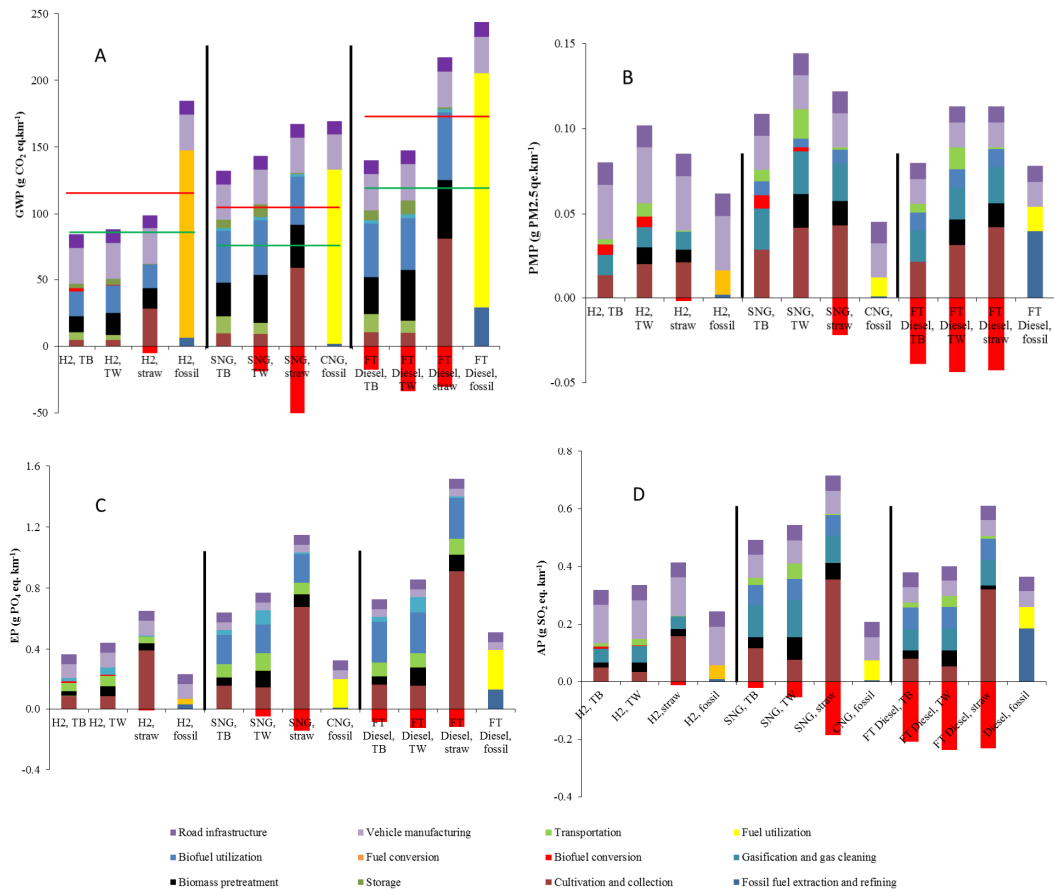 A
GWP (g CO2 eq.km-1)
250
200
150
100
50
0
-50
H2, TB
H2, TW
H2, straw
H2, fossil
SNG, TB
SNG, TW
SNG, straw
CNG, fossil
FT Diesel, TB
FT Diesel, TW
FT Diesel, straw
FT Diesel, fossil
B
PMP (g PM2.5 qe.km-1)
0.15
0.10
0.05
0.00
-0.05
H2, TB
H2, TW
H2, straw
H2, fossil
SNG, TB
SNG, TW
SNG, straw
CNG, fossil
FT Diesel, TB
FT Diesel, TW
FT Diesel, straw
FT Diesel, fossil
C
EP (g PO4 eq. km-1)
1.6
1.2
0.8
0.4
0.0
-0.4
H2, TB
H2, TW
H2, straw
H2, fossil
SNG, TB
SNG, TW
SNG, straw
CNG, fossil
FT Diesel, TB
FT Diesel, TW
FT Diesel, straw
FT Diesel, fossil
D
AP (g SO2 eq. km-1)
0.8
0.6
0.4
0.2
0.0
-0.2
-0.4
H2, TB
H2, TW
H2, straw
H2, fossil
SNG, TB
SNG, TW
SNG, straw
CNG, fossil
FT Diesel, TB
FT Diesel, TW
FT Diesel, straw
Diesel, fossil
Road infrastructure
Vehicle manufacturing
Transportation
Fuel utilization
Biofuel utilization
Fuel conversion
Biofuel conversion
Gasification and gas cleaning
Biomass pretreatment
Storage
Cultivation and collection
Fossil fuel extraction and refining